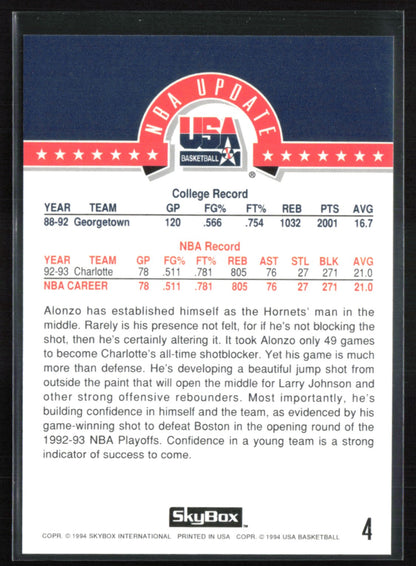 NBA UPDATE
USA
BASKETBALL
®
College Record
YEAR TEAM GP FG% FT% REB PTS AVG
88-92 Georgetown 120 .566 .754 1032 2001 16.7
NBA Record
YEAR TEAM GP FG% FT% REB AST STL BLK AVG
92-93 Charlotte 78 .511 .781 805 76 27 271 21.0
NBA CAREER 78 .511 .781 805 76 27 271 21.0
Alonzo has established himself as the Hornets' man in the
middle. Rarely is his presence not felt, for if he's not blocking the
shot, then he's certainly altering it. It took Alonzo only 49 games
to become Charlotte's all-time shotblocker. Yet his game is much
more than defense. He's developing a beautiful jump shot from
outside the paint that will open the middle for Larry Johnson and
other strong offensive rebounders. Most importantly, he's
building confidence in himself and the team, as evidenced by his
game-winning shot to defeat Boston in the opening round of the
1992-93 NBA Playoffs. Confidence in a young team is a strong
indicator of success to come.
SkyBox™
COPR. © 1994 SKYBOX INTERNATIONAL PRINTED IN USA COPR. © 1994 USA BASKETBALL
4